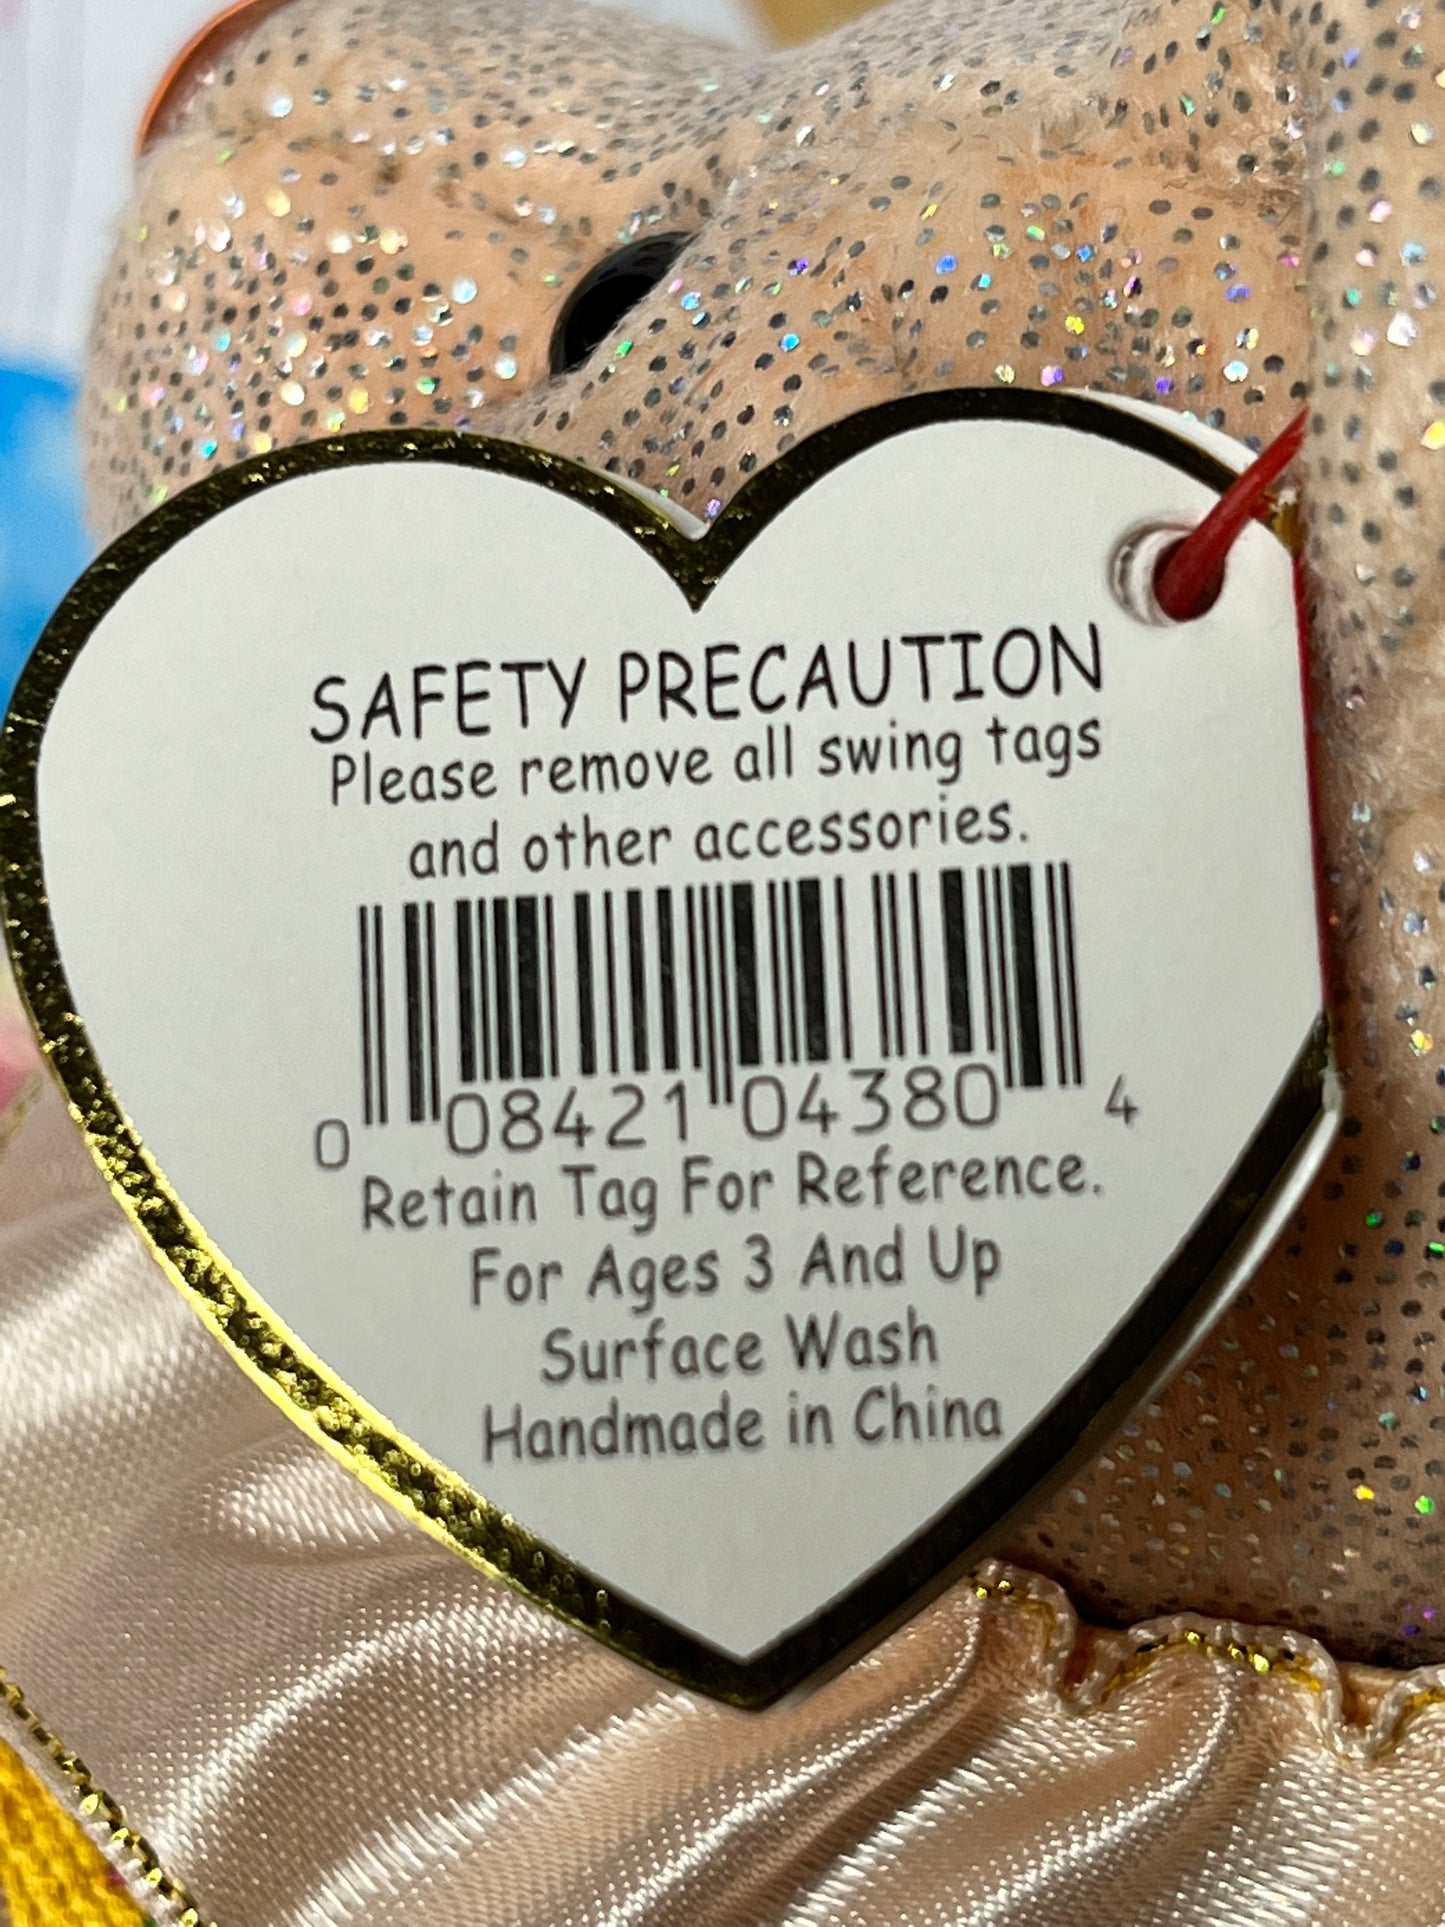 SAFETY PRECAUTION
Please remove all swing tags
and other accessories.
0 08421 04380 4
Retain Tag For Reference.
For Ages 3 And Up
Surface Wash
Handmade in China